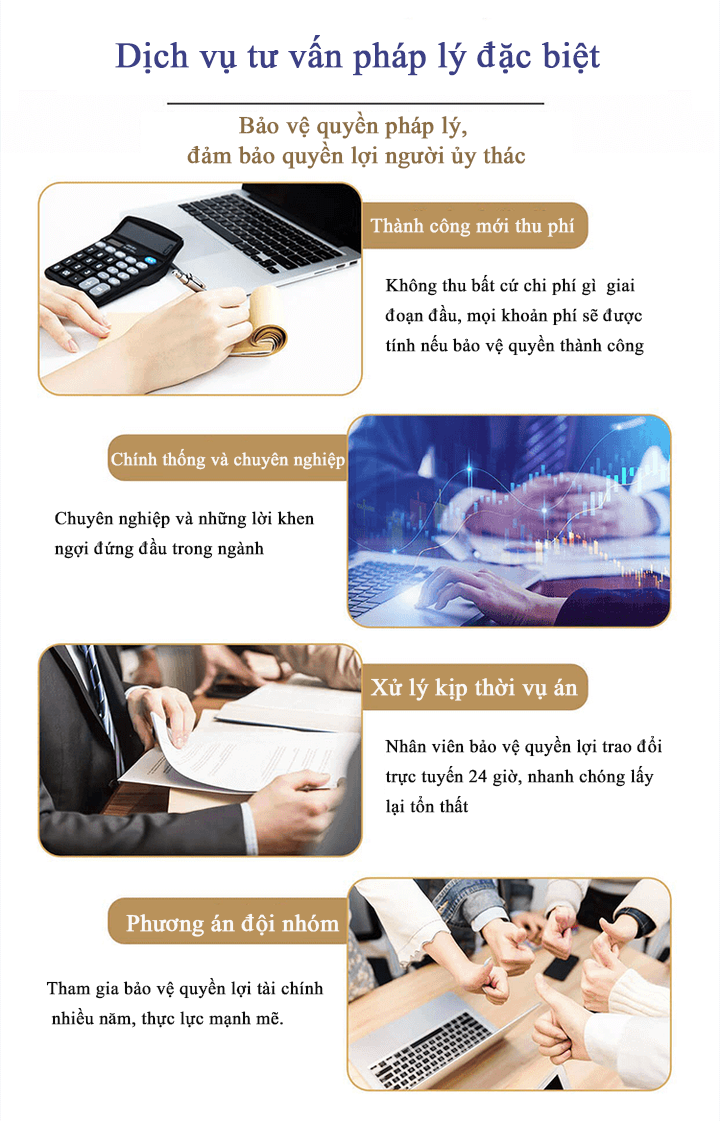 Dịch vụ tư vấn pháp lý đặc biệt
Bảo vệ quyền pháp lý,
đảm bảo quyền lợi người ủy thác
Thành công mới thu phí
Không thu bất cứ chi phí gì giai
đoạn đầu, mọi khoản phí sẽ được
tính nếu bảo vệ quyền thành công
Chính thống và chuyên nghiệp
Chuyên nghiệp và những lời khen
ngợi đứng đầu trong ngành
Xử lý kịp thời vụ án
Nhân viên bảo vệ quyền lợi trao đổi
trực tuyến 24 giờ, nhanh chóng lấy
lại tổn thất
Phương án đội nhóm
Tham gia bảo vệ quyền lợi tài chính
nhiều năm, thực lực mạnh mẽ.